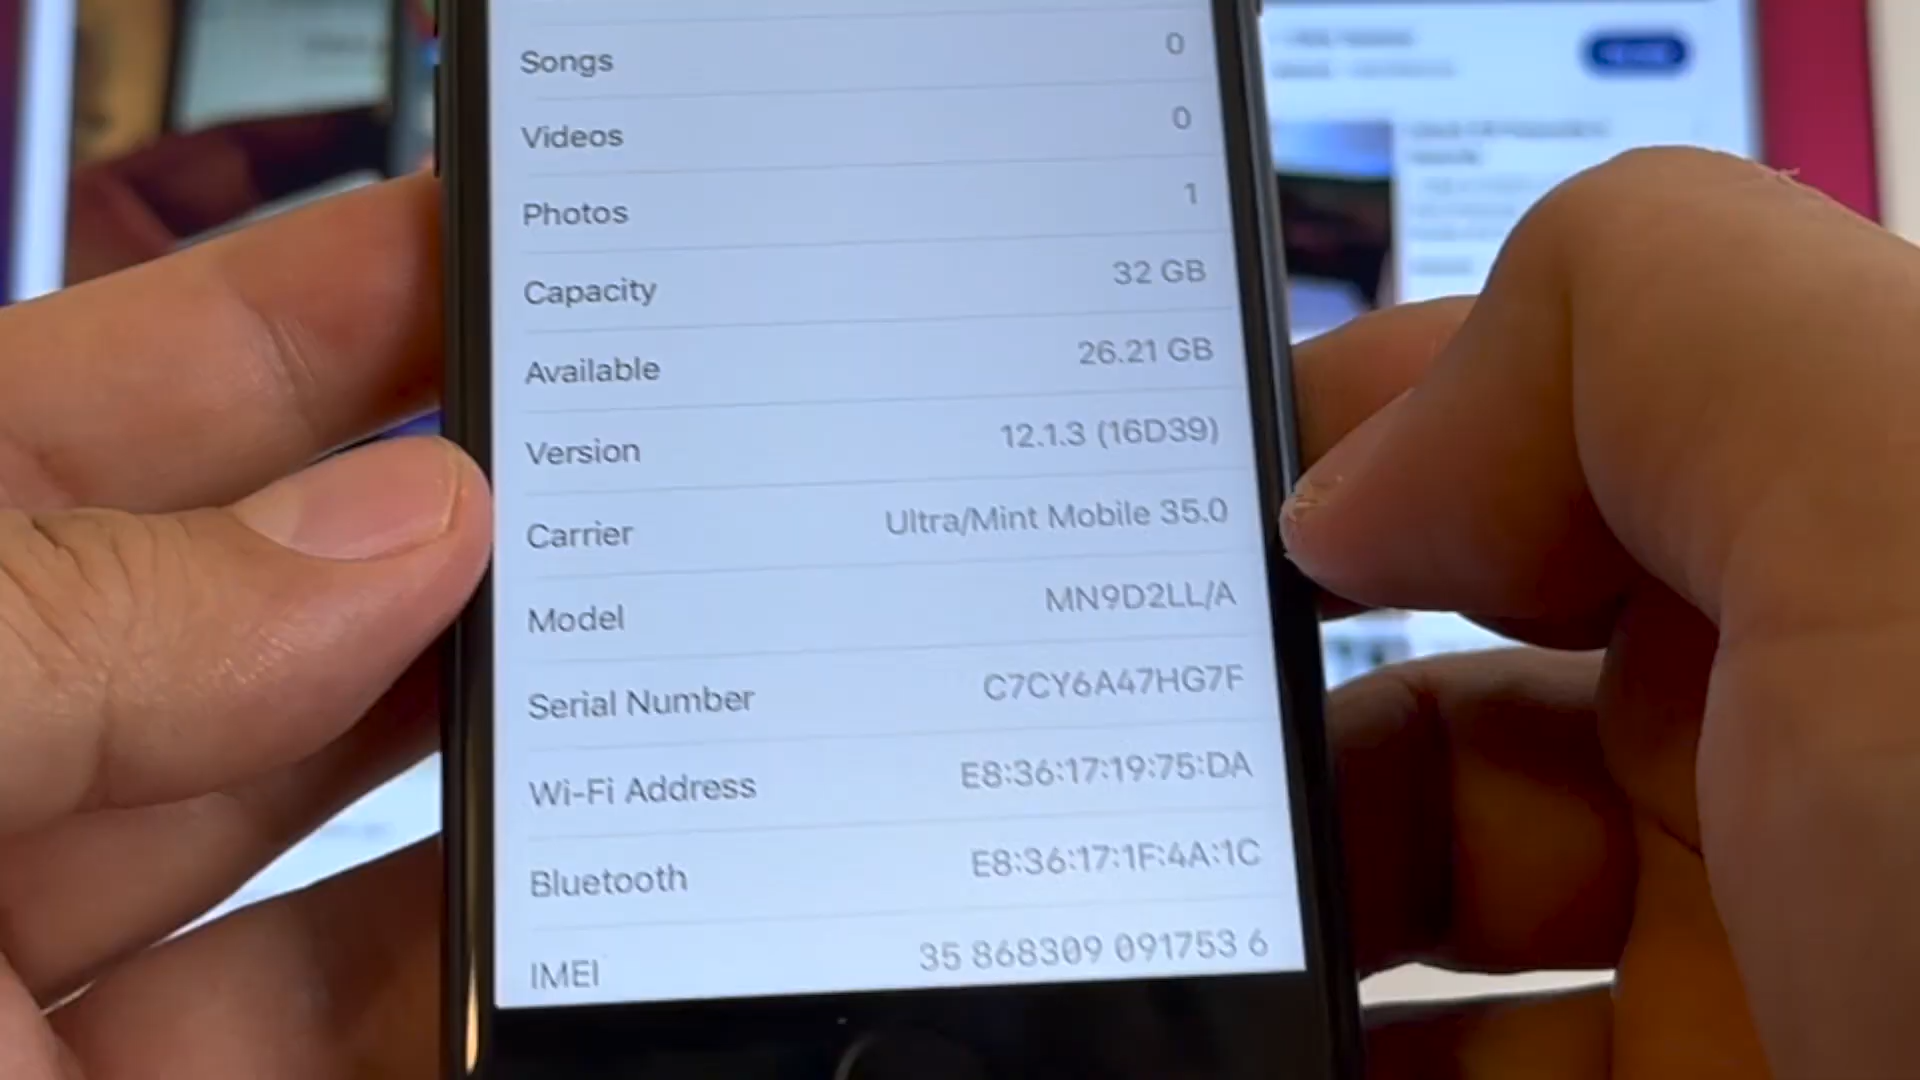 Songs 0
Videos 0
Photos 1
Capacity 32 GB
Available 26.21 GB
Version 12.1.3 (16D39)
Carrier Ultra/Mint Mobile 35.0
Model MN9D2LL/A
Serial Number C7CY6A47HG7F
Wi-Fi Address E8:36:17:19:75:DA
Bluetooth E8:36:17:1F:4A:1C
IMEI 35 868309 091753 6